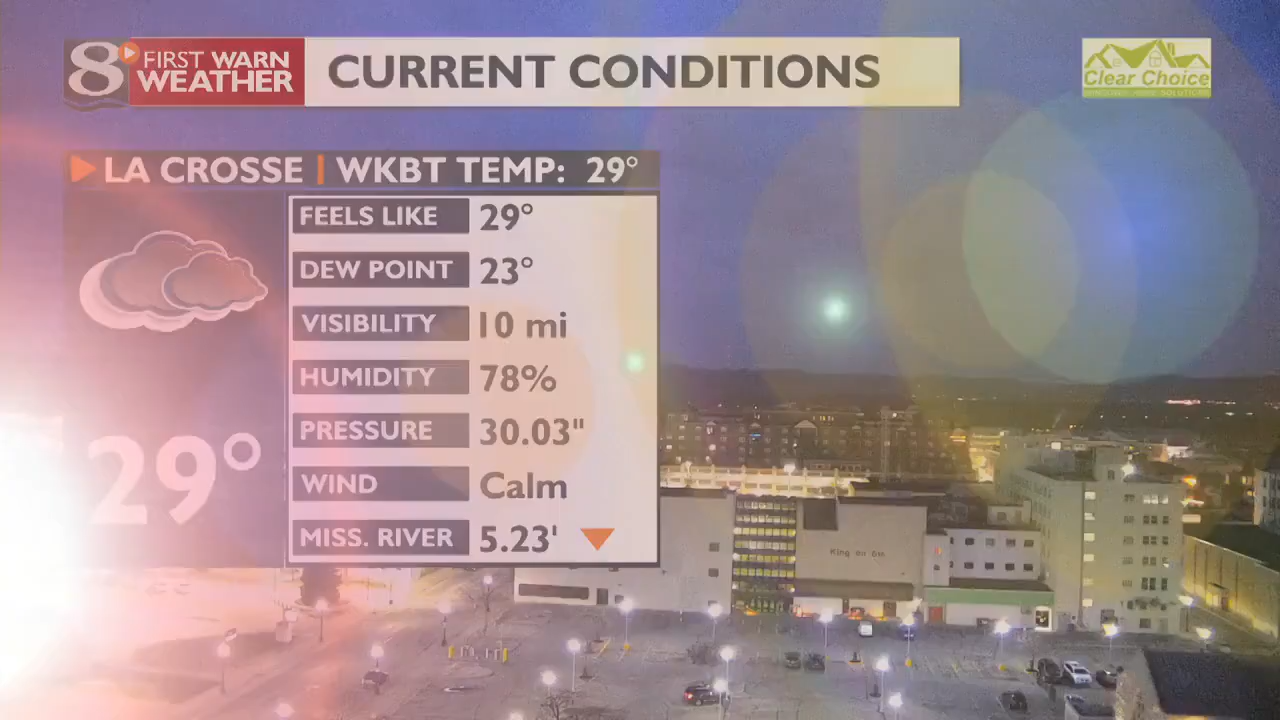 8 FIRST WARN
WEATHER
CURRENT CONDITIONS
Clear Choice
LA CROSSE | WKBT TEMP: 29°
FEELS LIKE 29°
DEW POINT 23°
VISIBILITY 10 mi
HUMIDITY 78%
PRESSURE 30.03"
WIND Calm
MISS. RIVER 5.23'
29°
King on 6th